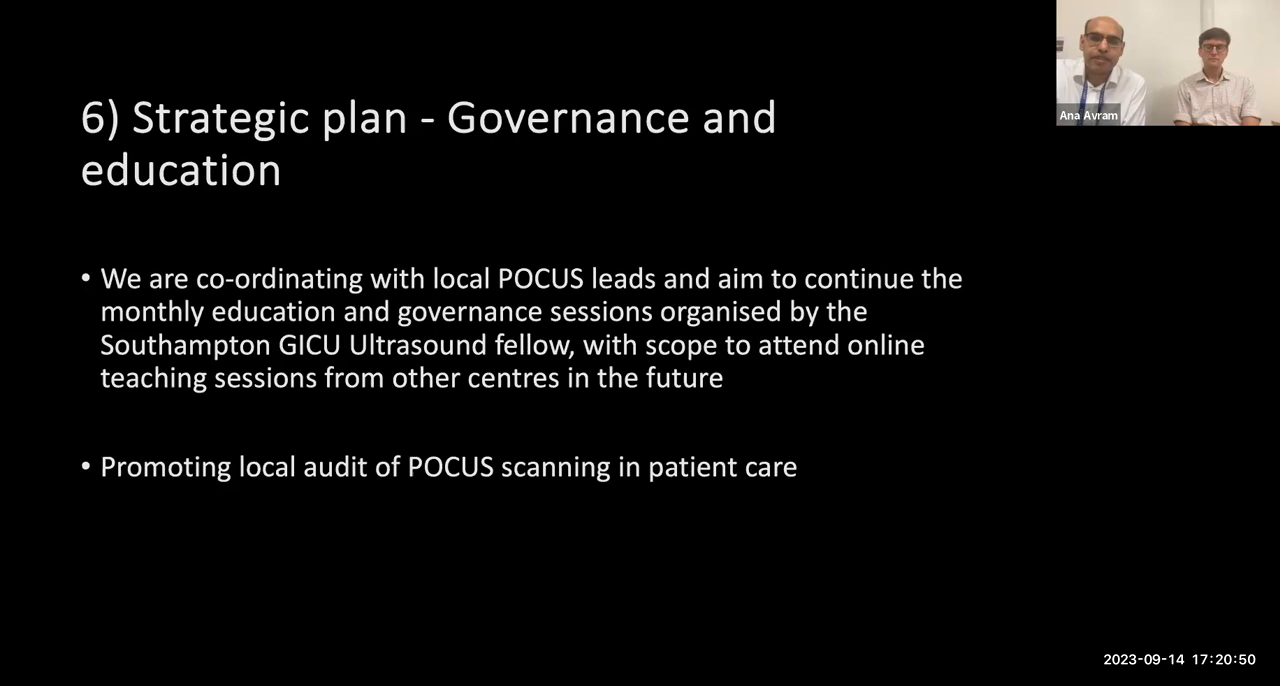 6) Strategic plan - Governance and
education
• We are co-ordinating with local POCUS leads and aim to continue the
monthly education and governance sessions organised by the
Southampton GICU Ultrasound fellow, with scope to attend online
teaching sessions from other centres in the future
• Promoting local audit of POCUS scanning in patient care
Ana Avram
2023-09-14 17:20:50